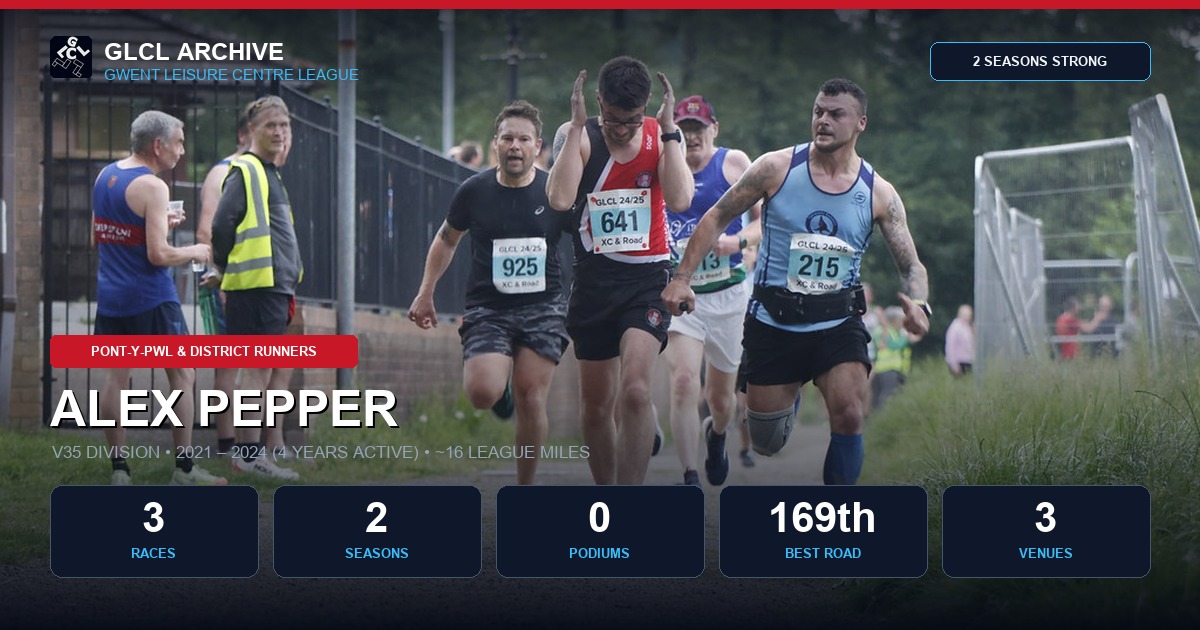 GLCL ARCHIVE
GWENT LEISURE CENTRE LEAGUE
2 SEASONS STRONG
GLCL 24/25
925
XC & Road
GLCL 24/25
641
XC & Road
soar
13
GLCL 24/25
215
XC & Road
PONT-Y-PWL & DISTRICT RUNNERS
ALEX PEPPER
V35 DIVISION • 2021 – 2024 (4 YEARS ACTIVE) • ~16 LEAGUE MILES
3
RACES
2
SEASONS
0
PODIUMS
169th
BEST ROAD
3
VENUES